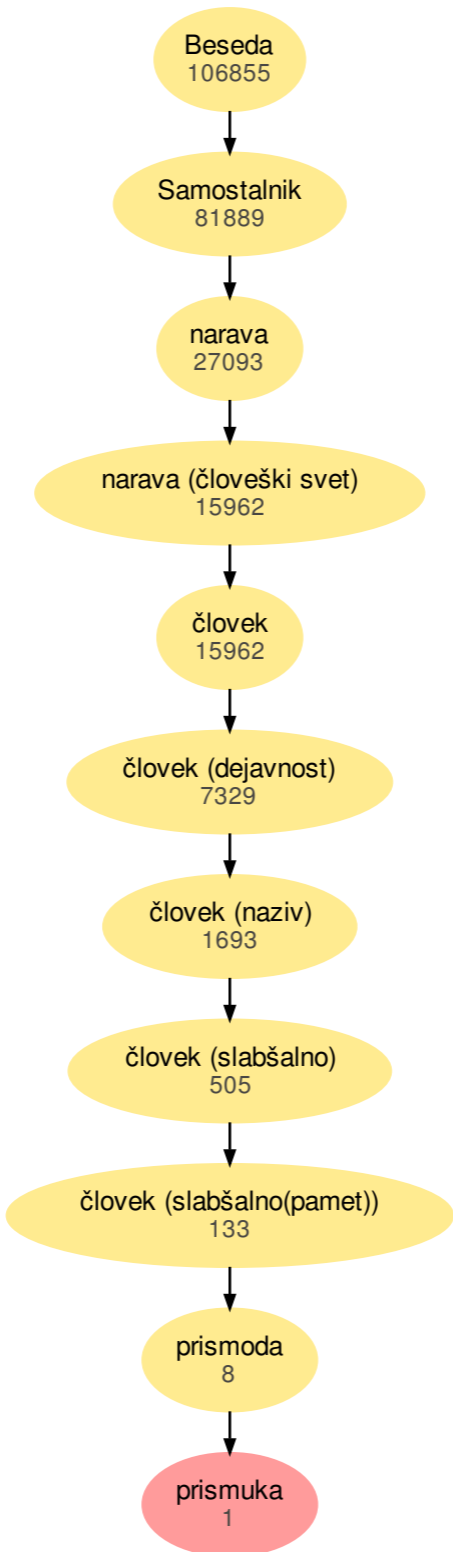 Beseda
106855
Samostalnik
81889
narava
27093
narava (človeški svet)
15962
človek
15962
človek (dejavnost)
7329
človek (naziv)
1693
človek (slabšalno)
505
človek (slabšalno(pamet))
133
prismoda
8
prismuka
1